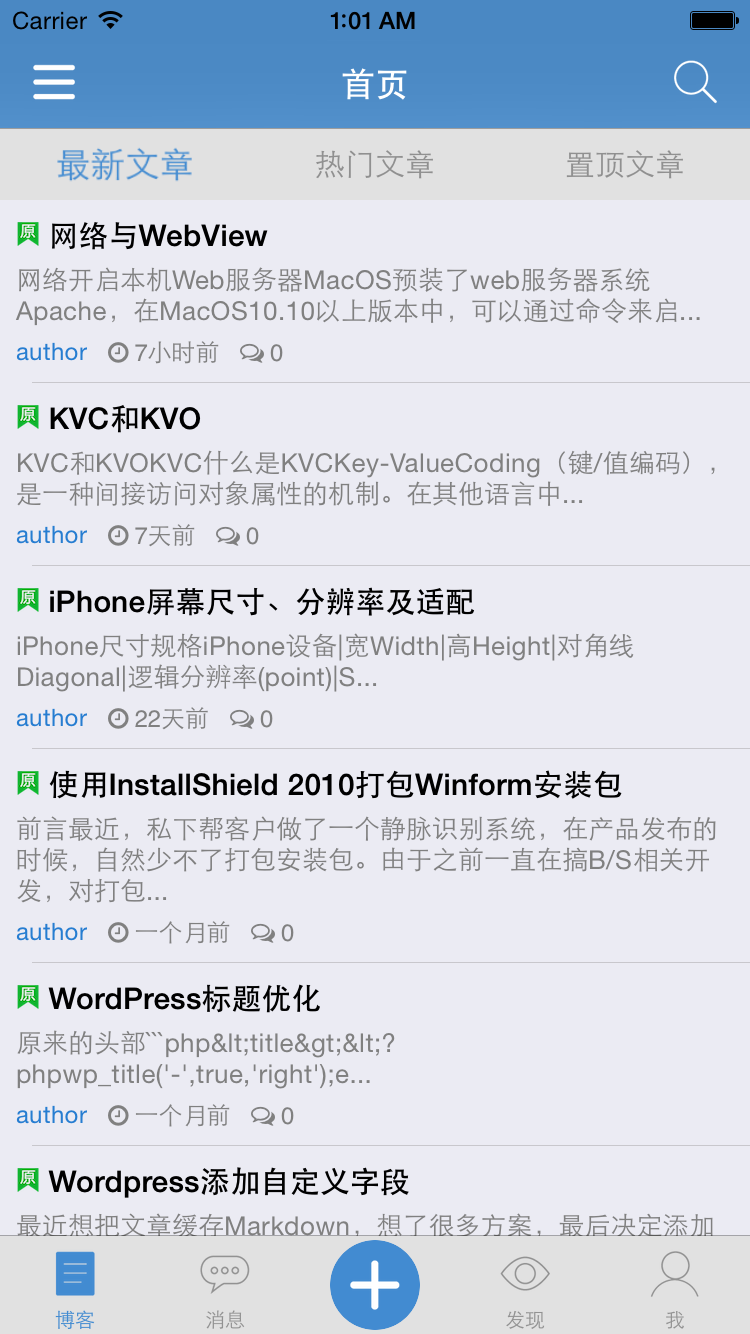 Carrier 1:01 AM
首页
最新文章 热门文章 置顶文章
原 网络与WebView
网络开启本机Web服务器MacOS预装了web服务器系统
Apache，在MacOS10.10以上版本中，可以通过命令来启...
author 7小时前 0
原 KVC和KVO
KVC和KVOKVC什么是KVCKey-ValueCoding（键/值编码），
是一种间接访问对象属性的机制。在其他语言中...
author 7天前 0
原 iPhone屏幕尺寸、分辨率及适配
iPhone尺寸规格iPhone设备|宽Width|高Height|对角线
Diagonal|逻辑分辨率(point)|S...
author 22天前 0
原 使用InstallShield 2010打包Winform安装包
前言最近，私下帮客户做了一个静脉识别系统，在产品发布的
时候，自然少不了打包安装包。由于之前一直在搞B/S相关开
发，对打包...
author 一个月前 0
原 WordPress标题优化
原来的头部```php&lt;title&gt;&lt;?
phpwp_title('-',true,'right');e...
author 一个月前 0
原 Wordpress添加自定义字段
最近想把文章缓存Markdown，想了很多方案，最后决定添加
博客 消息 发现 我